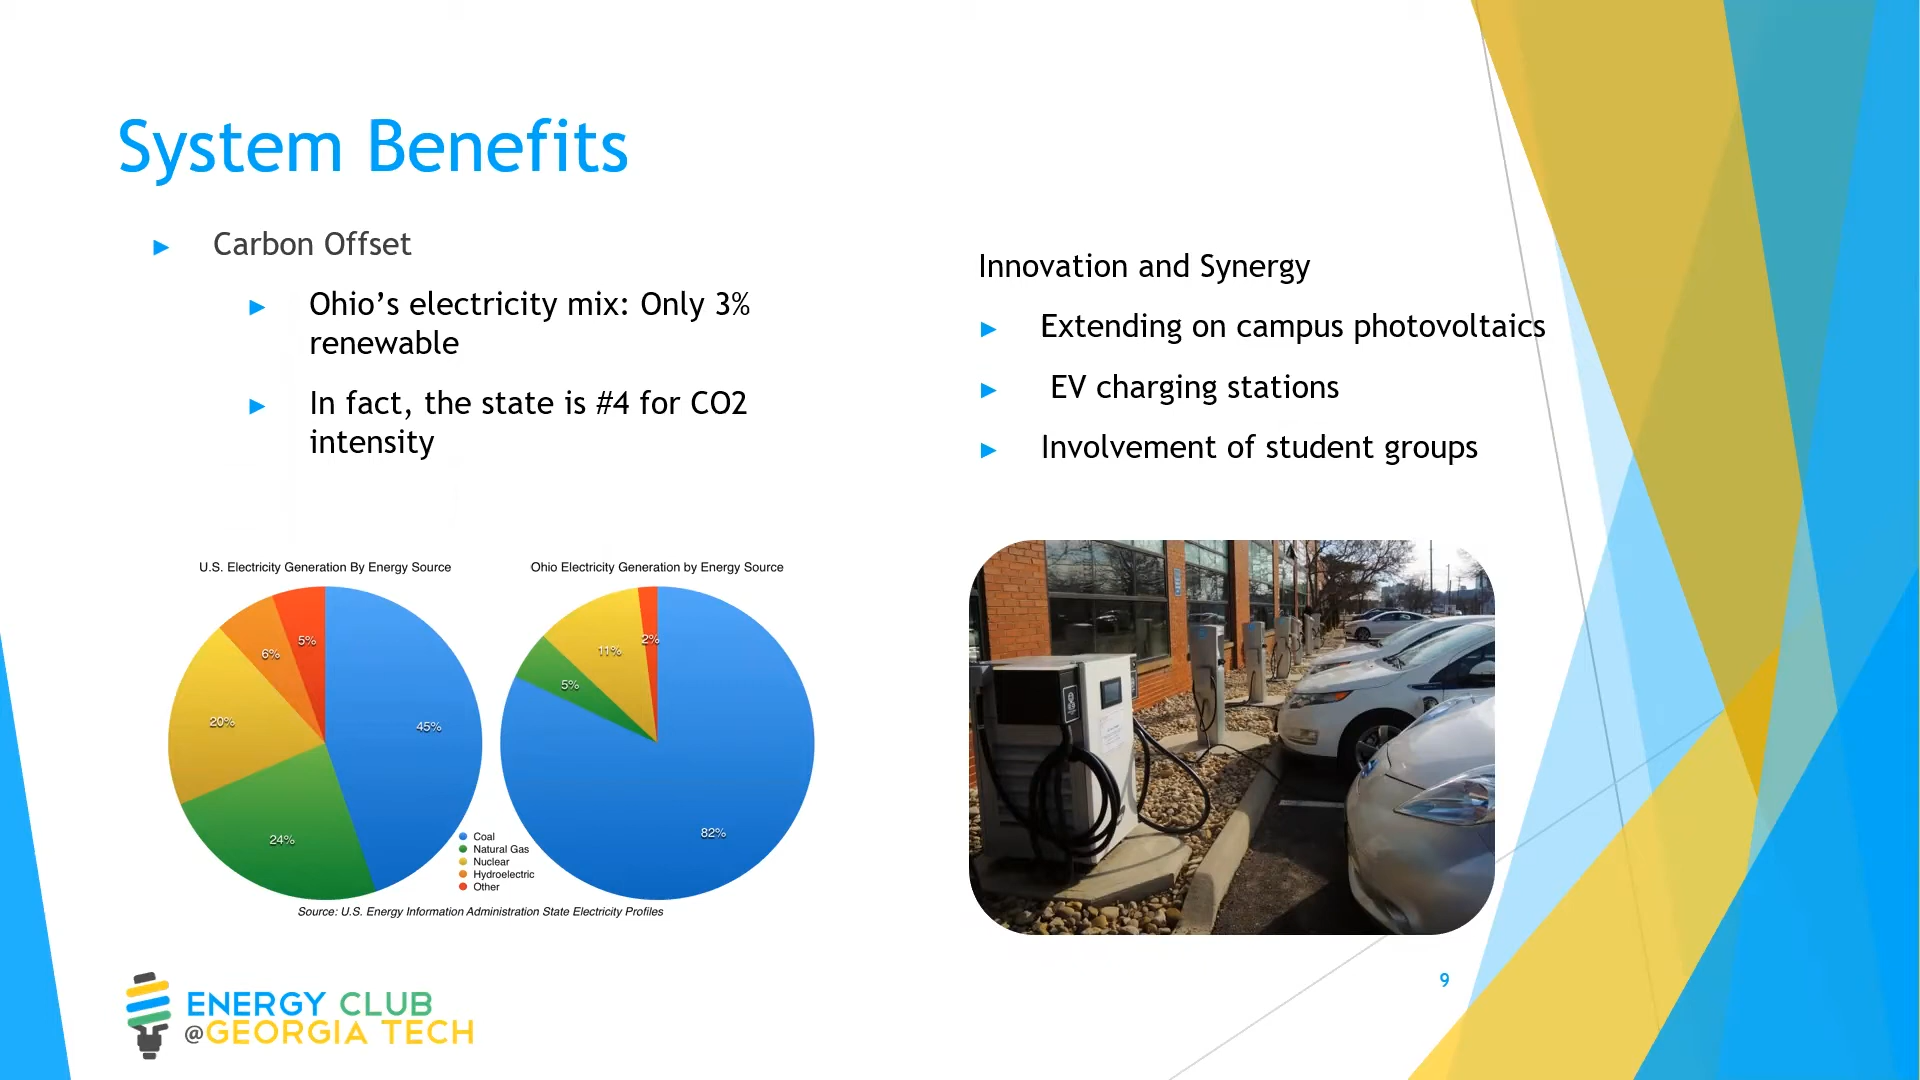 System Benefits
Carbon Offset
Ohio’s electricity mix: Only 3%
renewable
In fact, the state is #4 for CO2
intensity
Innovation and Synergy
Extending on campus photovoltaics
EV charging stations
Involvement of student groups
U.S. Electricity Generation By Energy Source
5%
6%
20%
45%
24%
Ohio Electricity Generation by Energy Source
2%
11%
5%
82%
Coal
Natural Gas
Nuclear
Hydroelectric
Other
Source: U.S. Energy Information Administration State Electricity Profiles
9
ENERGY CLUB
@GEORGIA TECH